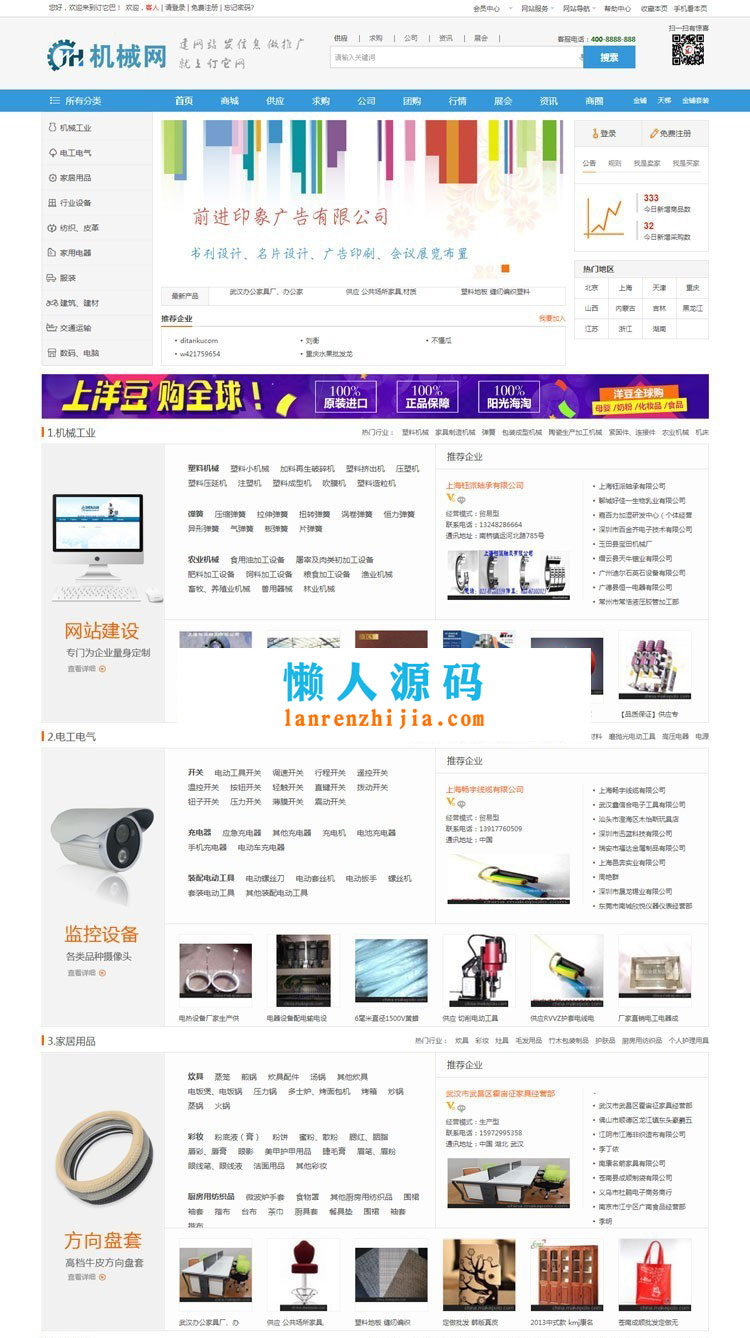 您好，欢迎来到订它巴！ 欢迎，客人 | 请登录 | 免费注册 | 忘记密码?
会员中心 网站服务 网站导航 帮助中心 收藏本页 手机看本页
扫一扫有惊喜
机械网
建网站 发信息 做推广
就上订它网
供应 | 求购 | 公司 | 资讯 | 展会 |
客服电话：400-8888-888
请输入关键词
搜索
所有分类 首页 商城 供应 求购 公司 团购 行情 展会 资讯 商圈 金铺 天梯 金铺套装
机械工业
电工电气
家居用品
行业设备
纺织、皮革
家用电器
服装
建筑、建材
交通运输
数码、电脑
前进印象广告有限公司
书刊设计、名片设计、广告印刷、会议展览布置
最新产品 武汉办公家具厂、办公家 供应 公共场所家具,材质 塑料地板 缝纫编织塑料
推荐企业 我要加入
ditankucom 刘衡 不懂瓜
w421759654 重庆水果批发龙
登录 免费注册
公告 规则 我是卖家 我是买家
333
今日新增商品数
32
今日新增采购数
热门地区
北京 上海 天津 重庆
山西 内蒙古 吉林 黑龙江
江苏 浙江 湖南
上洋豆 购全球！
100% 原装进口
100% 正品保障
100% 阳光海淘
洋豆全球购
母婴/奶粉/化妆品/食品
1.机械工业
热门行业： 塑料机械 家具制造机械 弹簧 包装成型机械 陶瓷生产加工机械 紧固件、连接件 农业机械 机床
网站建设
专门为企业量身定制
查看详细
塑料机械 塑料小机械 加料再生破碎机 塑料挤出机 压塑机
塑料压延机 注塑机 塑料成型机 吹膜机 塑料造粒机
弹簧 压缩弹簧 拉伸弹簧 扭转弹簧 涡卷弹簧 恒力弹簧
异形弹簧 气弹簧 板弹簧 片弹簧
农业机械 食用油加工设备 屠宰及肉类初加工设备
肥料加工设备 饲料加工设备 粮食加工设备 渔业机械
畜牧、养殖业机械 兽用器械 林业机械
推荐企业
上海钰派轴承有限公司
经营模式：贸易型
联系电话：13248286664
通讯地址：南桥镇运河北路785号
上海钰派轴承有限公司
聊城好佳一生物乳业有限公司
嘉百力加湿研发中心（个体经营
深圳市百金齐电子技术有限公司
玉田县玺田机械厂
缙云县天牛锯业有限公司
广州迪尔石英石设备有限公司
广德县恒一电器有限公司
常州市常浩液压胶管加工部
【品质保证】供应专
懒人源码
lanrenzhijia.com
2.电工电气
材料 磨抛光电动工具 高压电器 电源
监控设备
各类品种摄像头
查看详细
开关 电动工具开关 调速开关 行程开关 遥控开关
温控开关 按钮开关 轻触开关 直键开关 拨动开关
钮子开关 压力开关 薄膜开关 震动开关
充电器 应急充电器 其他充电器 充电机 电池充电器
手机充电器 电动车充电器
装配电动工具 电动螺丝刀 电动套丝机 电动扳手 螺丝机
套装电动工具 其他装配电动工具
推荐企业
上海畅宇线缆有限公司
经营模式：贸易型
联系电话：13917760509
通讯地址：中国
上海畅宇线缆有限公司
武汉鑫信合电子工具有限公司
汕头市澄海区木怡斯玩具店
深圳市迅蓝科技有限公司
瑞安市福达金属制品有限公司
上海邑宾实业有限公司
周艳群
深圳市晨龙锡业有限公司
东莞市南城欣悦仪器仪表经营部
电热设备厂家生产供 电器设备配电输电设 6毫米直径1500V黄蜡 供应 切削电动工具 供应RVVZ护套电线电 厂家直销电工电器成
3.家居用品
热门行业： 炊具 彩妆 灶具 毛发用品 竹木包装制品 护肤品 厨房用纺织品 个人护理用具
方向盘套
高档牛皮方向盘套
查看详细
炊具 蒸笼 煎锅 炊具配件 汤锅 其他炊具
电饭煲、电饭锅 压力锅 多士炉、烤面包机 烤箱 炒锅
蒸锅 火锅
彩妆 粉底液（膏） 粉饼 蜜粉、散粉 腮红、胭脂
眉彩、眉膏 眼影 美甲护甲用品 睫毛膏 眉笔、眉粉
眼线笔、眼线液 洁面用品 其他彩妆
厨房用纺织品 微波炉手套 食物罩 其他厨房用纺织品 围裙
袖套 指布 台布 茶巾 厨具套 餐具垫 围裙 袖套
指布
推荐企业
武汉市武昌区霍宙征家具经营部
经营模式：生产型
联系电话：15972995358
通讯地址：中国 湖北 武汉
武汉市武昌区霍宙征家具经营部
佛山市顺德区龙江镇东头豪爵五
江阴市江海非织造布有限公司
李丁依
南康名前家具有限公司
苍南县成顺制袋有限公司
义乌市杜鹏电子商务商行
南京市江宁区广南食品经营部
李明
武汉办公家具厂、办 供应 公共场所家具, 塑料地板 缝纫编织 定做批发 韩版真皮 2013中式款 kmj康名 苍南成顺批发定做无